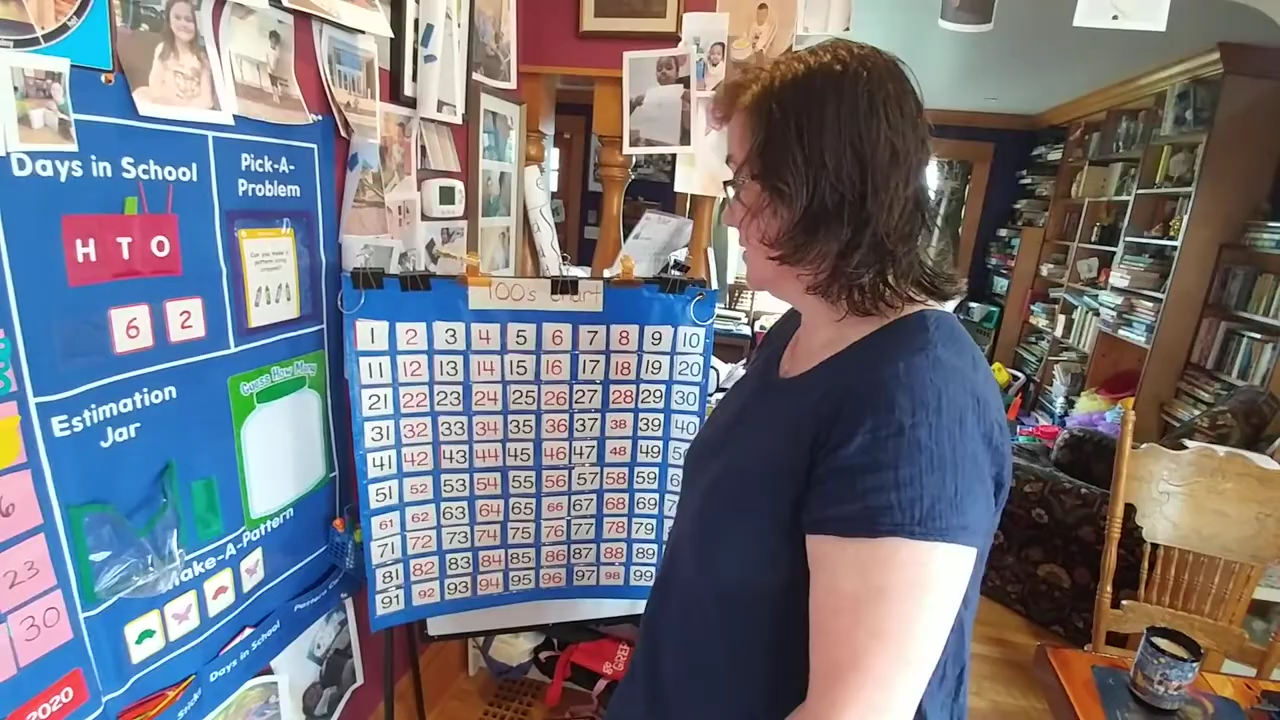 Days in School
H T O
6 2
Pick-A-
Problem
Estimation
Jar
Guess How Many
Make-A-Pattern
23
30
2020
Days in School
100s chart
1 2 3 4 5 6 7 8 9 10
11 12 13 14 15 16 17 18 19 20
21 22 23 24 25 26 27 28 29 30
31 32 33 34 35 36 37 38 39 40
41 42 43 44 45 46 47 48 49
51 52 53 54 55 56 57 58 59
61 62 63 64 65 66 67 68 69
71 72 73 74 75 76 77 78 79
81 82 83 84 85 86 87 88 89
91 92 93 94 95 96 97 98 99